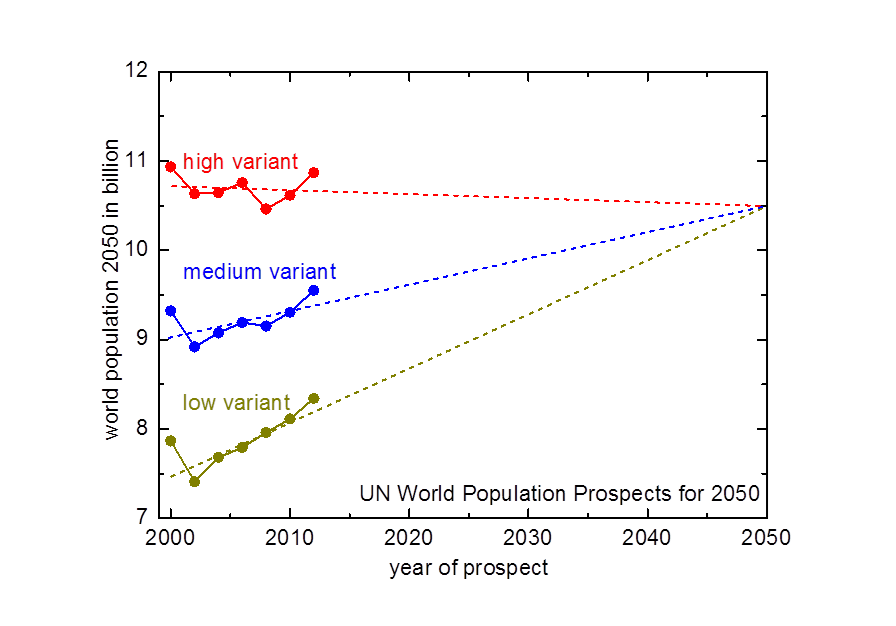 12
11
10
9
8
7
world population 2050 in billion
high variant
medium variant
low variant
UN World Population Prospects for 2050
2000 2010 2020 2030 2040 2050
year of prospect